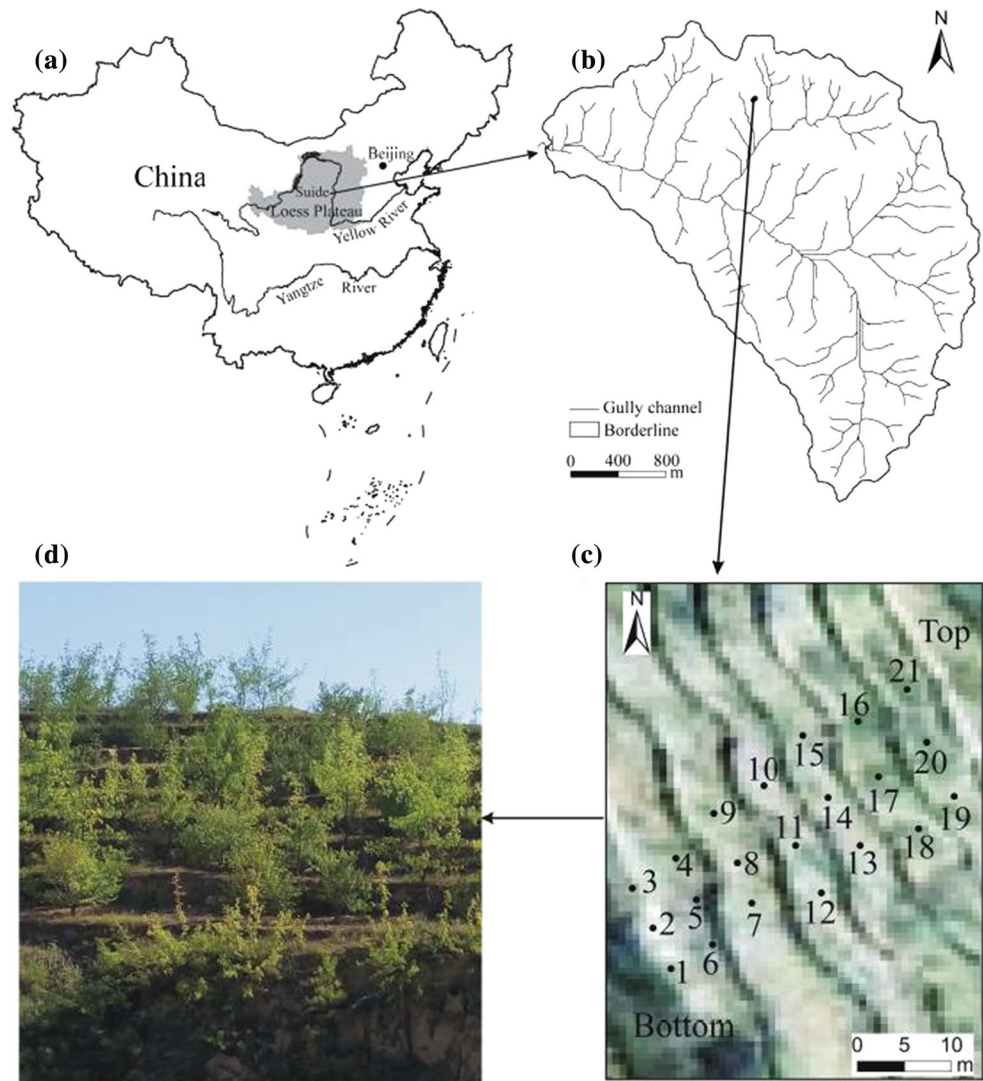 (a)
China
Beijing
Suide
Loess Plateau
Yellow River
Yangtze River
(b)
N
Gully channel
Borderline
0 400 800 m
(d)
(c)
N
Top
21
16
20
15
10
17
19
9
14
11
18
13
4
8
3
5
7
12
2
6
1
Bottom
0 5 10 m